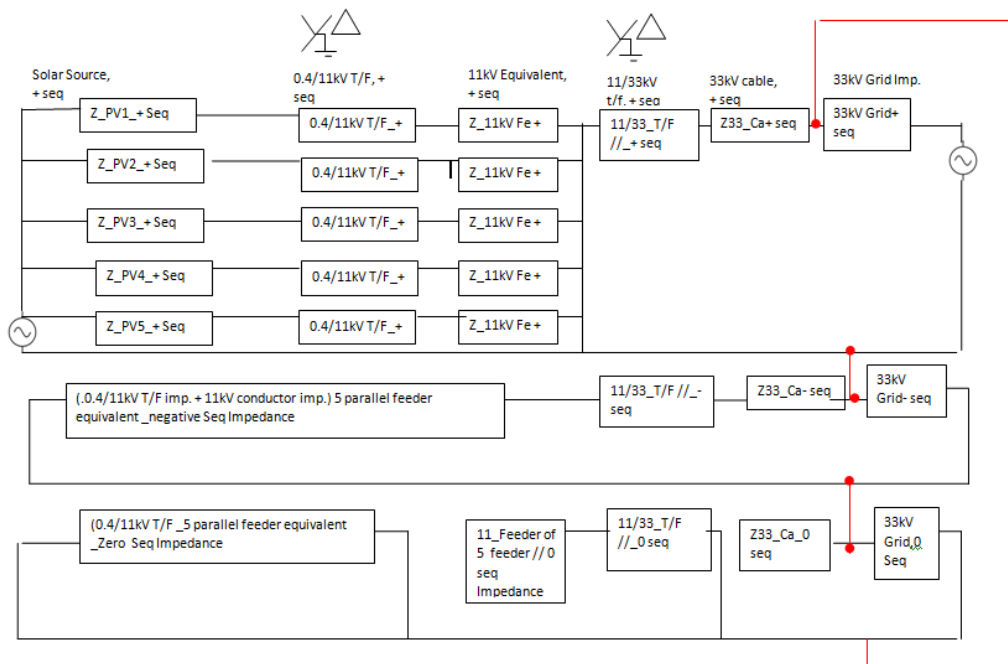 Solar Source,
+ seq
0.4/11kV T/F, +
seq
11kV Equivalent,
+ seq
11/33kV
t/f. + seq
33kV cable,
+ seq
33kV Grid Imp.
Z_PV1_+ Seq
0.4/11kV T/F_+
Z_11kV Fe +
11/33_T/F
//_+ seq
Z33_Ca+ seq
33kV Grid+
seq
Z_PV2_+ Seq
0.4/11kV T/F_+
Z_11kV Fe +
Z_PV3_+ Seq
0.4/11kV T/F_+
Z_11kV Fe +
Z_PV4_+ Seq
0.4/11kV T/F_+
Z_11kV Fe +
Z_PV5_+ Seq
0.4/11kV T/F_+
Z_11kV Fe +
(.0.4/11kV T/F imp. + 11kV conductor imp.) 5 parallel feeder
equivalent _negative Seq Impedance
11/33_T/F //_-
seq
Z33_Ca- seq
33kV
Grid- seq
(0.4/11kV T/F _5 parallel feeder equivalent
_Zero Seq Impedance
11_Feeder of
5 feeder // 0
seq
Impedance
11/33_T/F
//_0 seq
Z33_Ca_0
seq
33kV
Grid,0
Seq